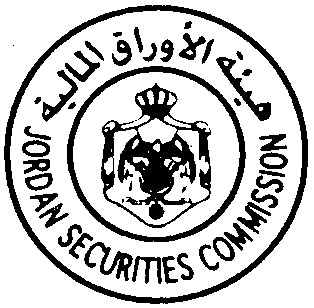 هيئة الأوراق المالية
JORDAN SECURITIES COMMISSION